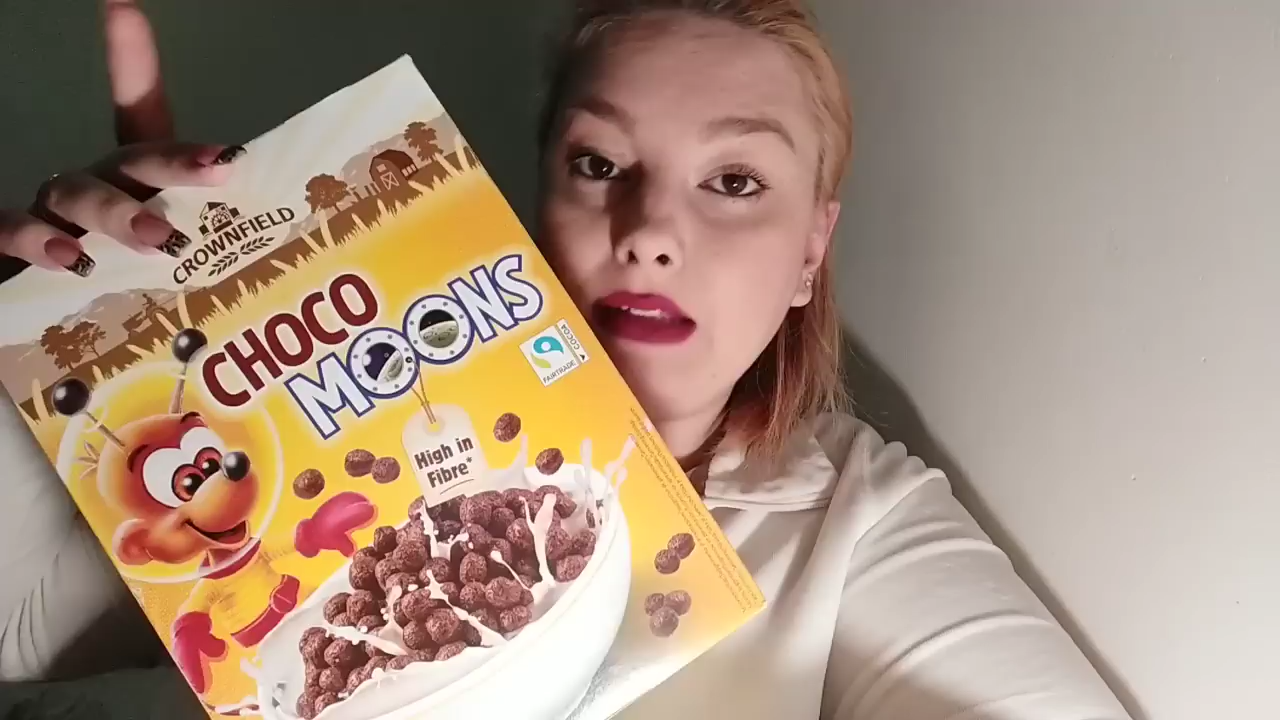 CROWNFIELD
CHOCO
MOONS
FAIRTRADE
COCOA
High in
Fibre*